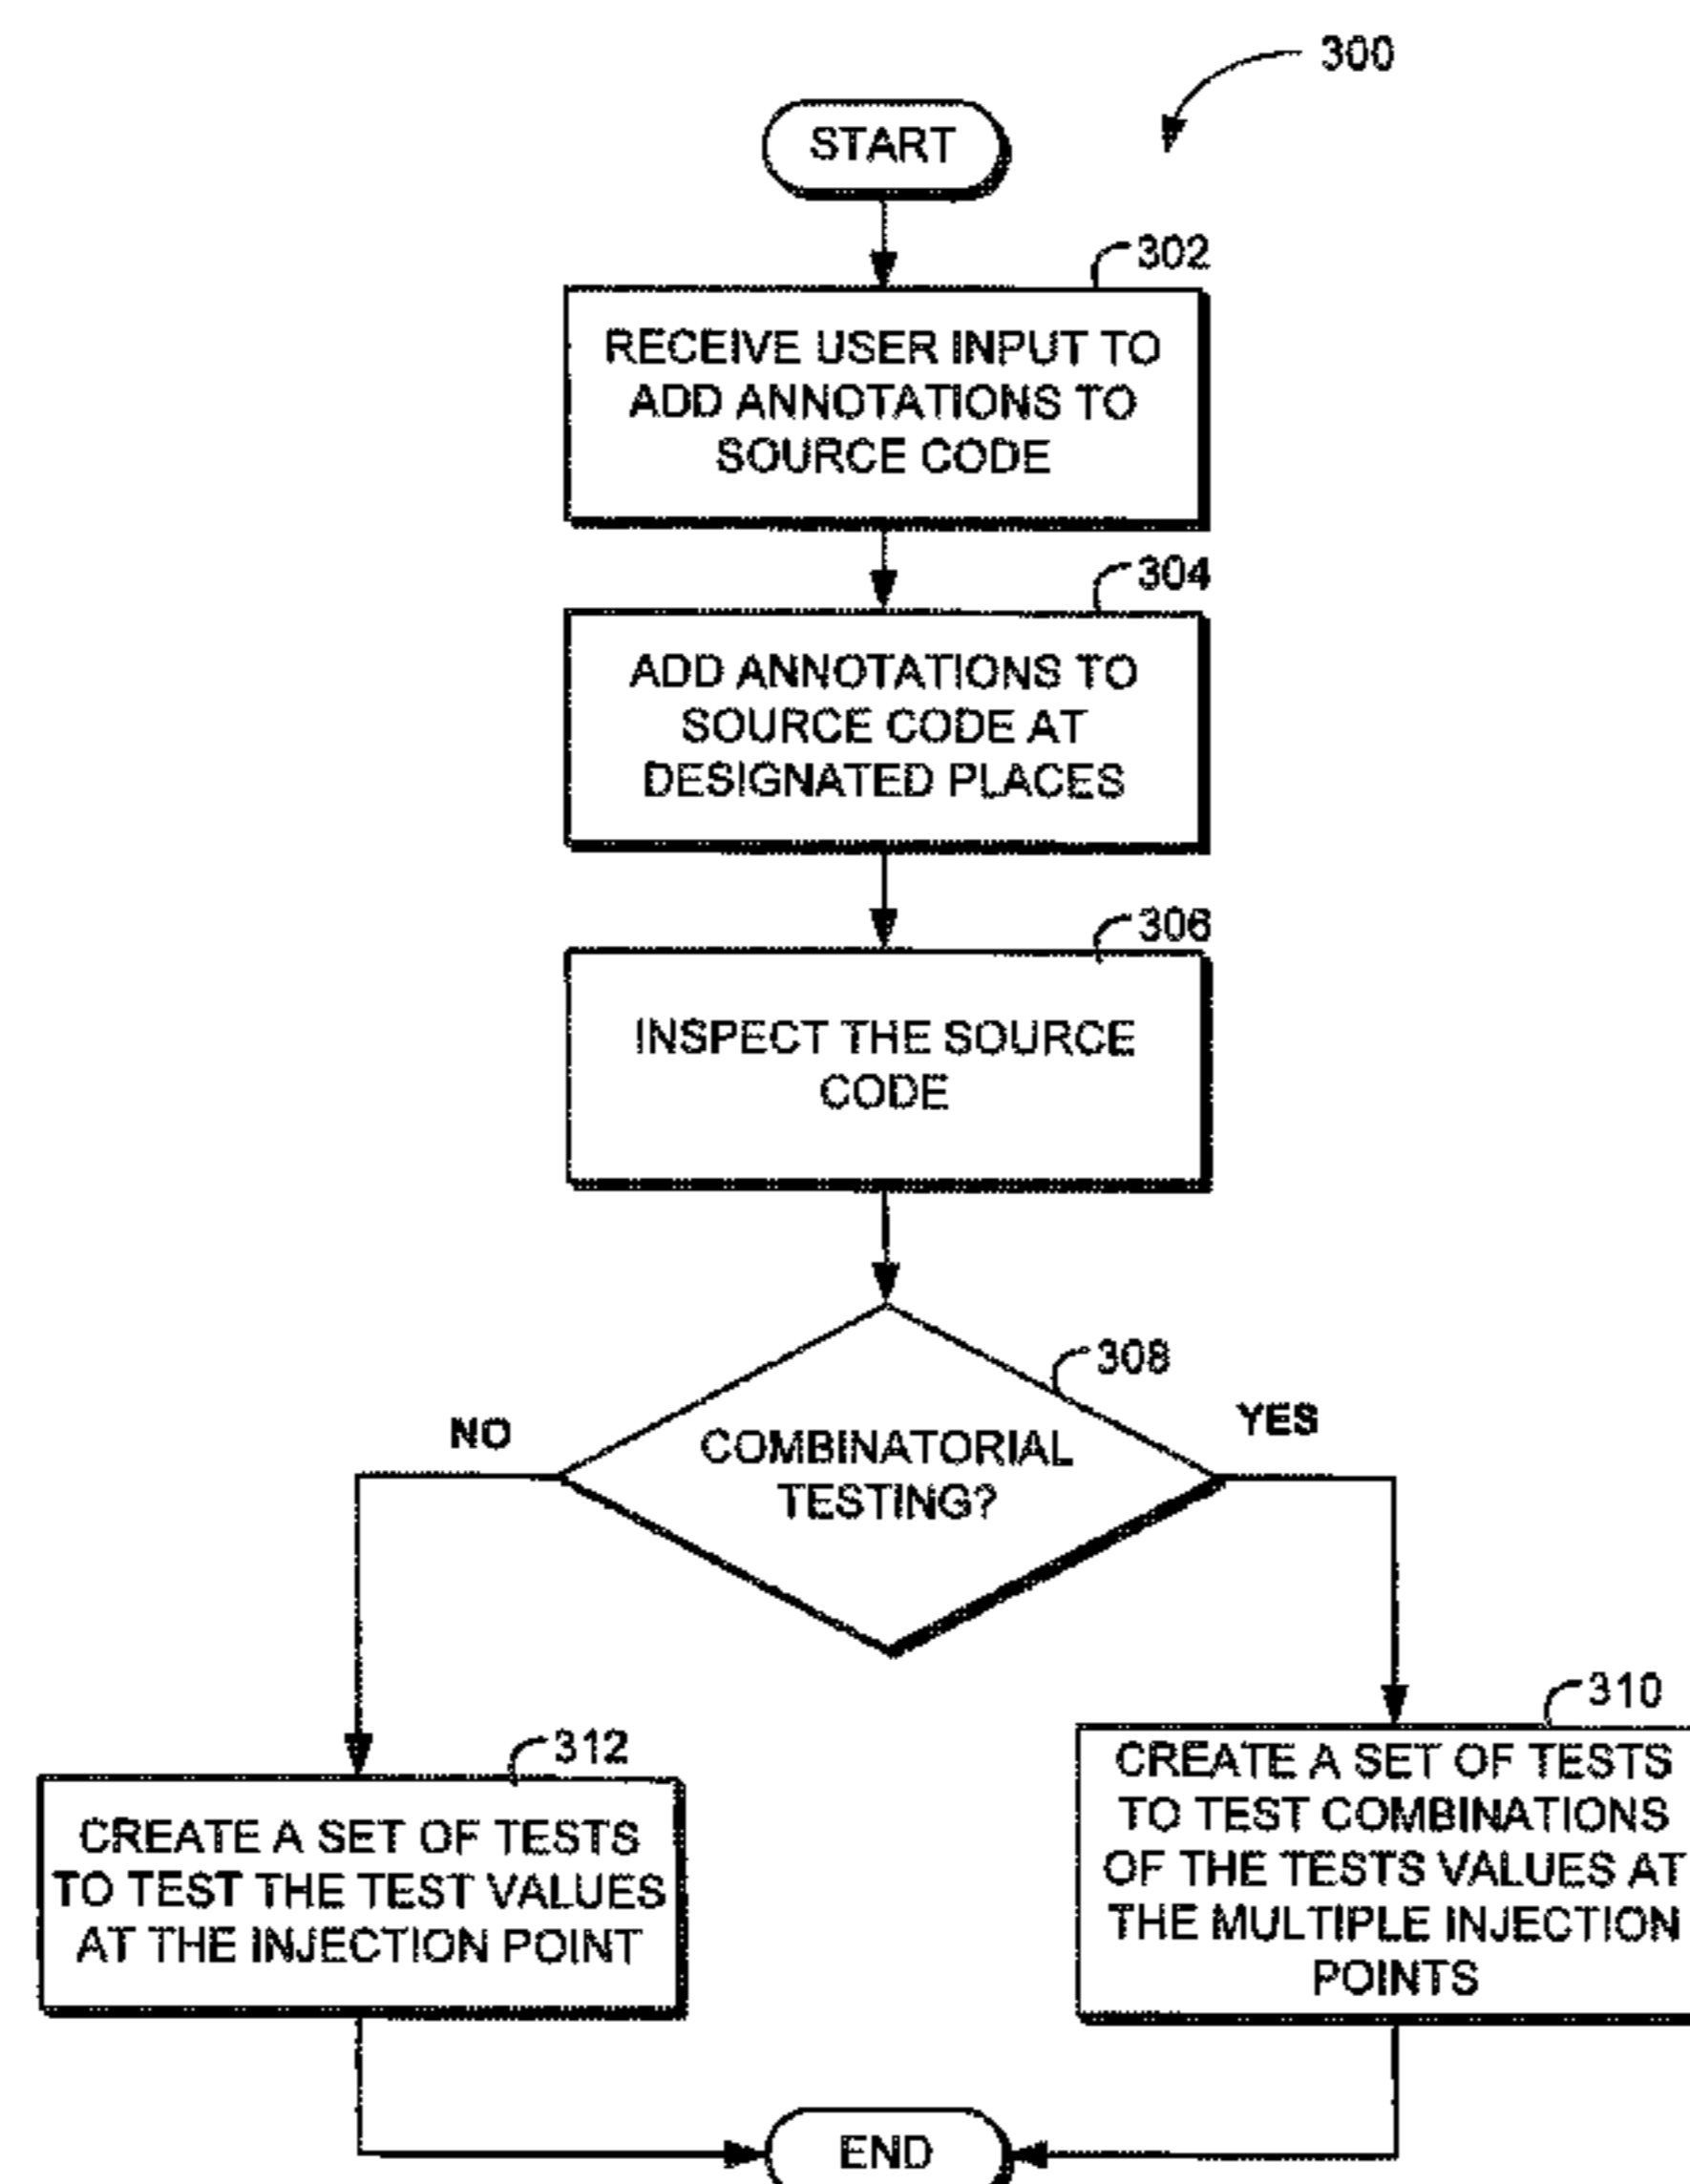 300
START
302
RECEIVE USER INPUT TO
ADD ANNOTATIONS TO
SOURCE CODE
304
ADD ANNOTATIONS TO
SOURCE CODE AT
DESIGNATED PLACES
306
INSPECT THE SOURCE
CODE
308
COMBINATORIAL
TESTING?
NO
YES
312
CREATE A SET OF TESTS
TO TEST THE TEST VALUES
AT THE INJECTION POINT
310
CREATE A SET OF TESTS
TO TEST COMBINATIONS
OF THE TESTS VALUES AT
THE MULTIPLE INJECTION
POINTS
END